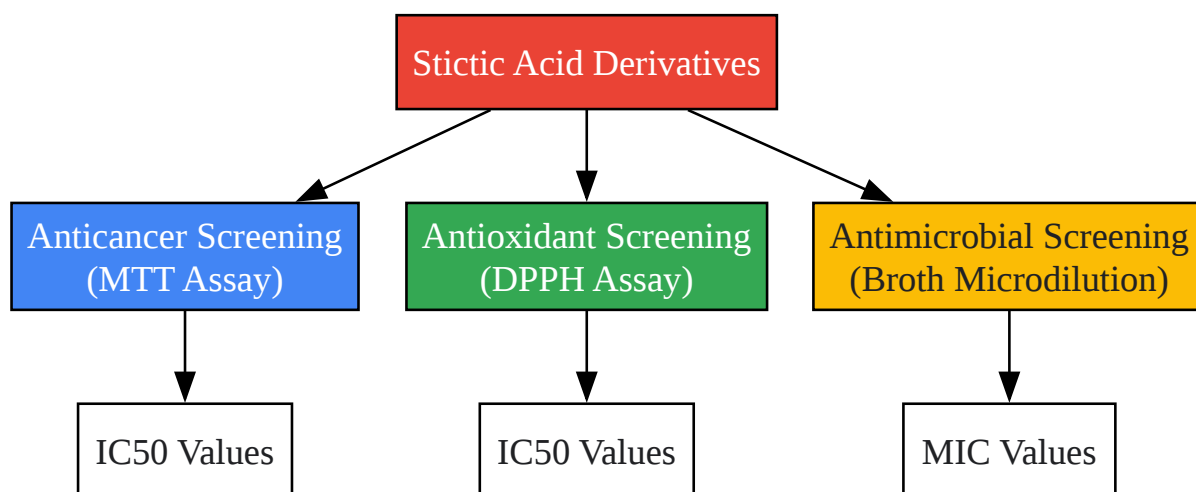 Stictic Acid Derivatives
Anticancer Screening
(MTT Assay)
Antioxidant Screening
(DPPH Assay)
Antimicrobial Screening
(Broth Microdilution)
IC50 Values
IC50 Values
MIC Values